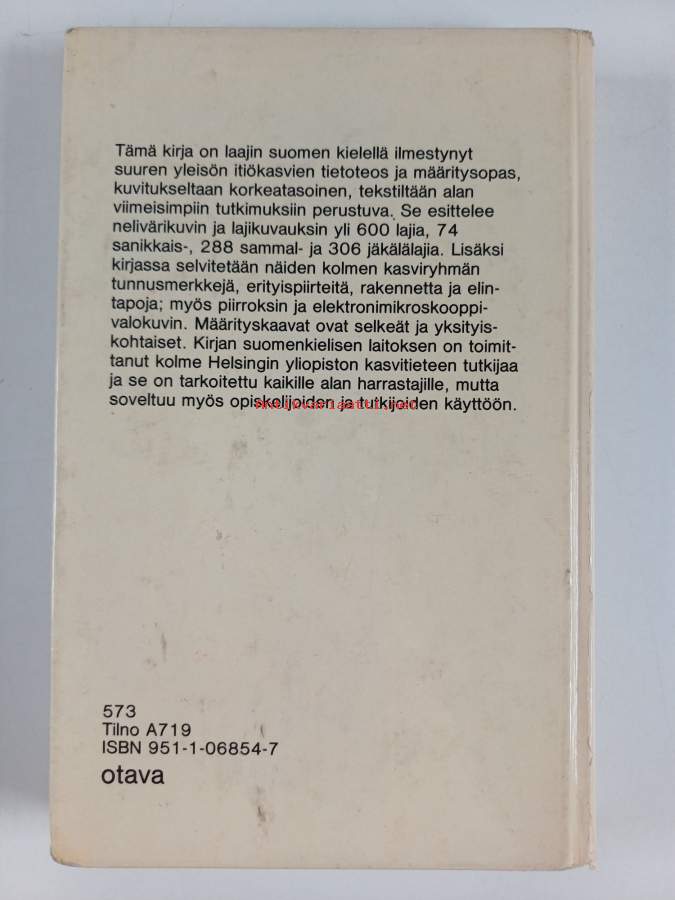 Tämä kirja on laajin suomen kielellä ilmestynyt
suuren yleisön itiökasvien tietoteos ja määritysopas,
kuvitukseltaan korkeatasoinen, tekstiltään alan
viimeisimpiin tutkimuksiin perustuva. Se esittelee
nelivärikuvin ja lajikuvauksin yli 600 lajia, 74
sanikkais-, 288 sammal- ja 306 jäkälälajia. Lisäksi
kirjassa selvitetään näiden kolmen kasviryhmän
tunnusmerkkejä, erityispiirteitä, rakennetta ja elin-
tapoja; myös piirroksin ja elektronimikroskooppi-
valokuvin. Määrityskaavat ovat selkeät ja yksityis-
kohtaiset. Kirjan suomenkielisen laitoksen on toimit-
tanut kolme Helsingin yliopiston kasvitieteen tutkijaa
ja se on tarkoitettu kaikille alan harrastajille, mutta
soveltuu myös opiskelijoiden ja tutkijoiden käyttöön.
antikvariaatti.net
573
Tilno A719
ISBN 951-1-06854-7
otava